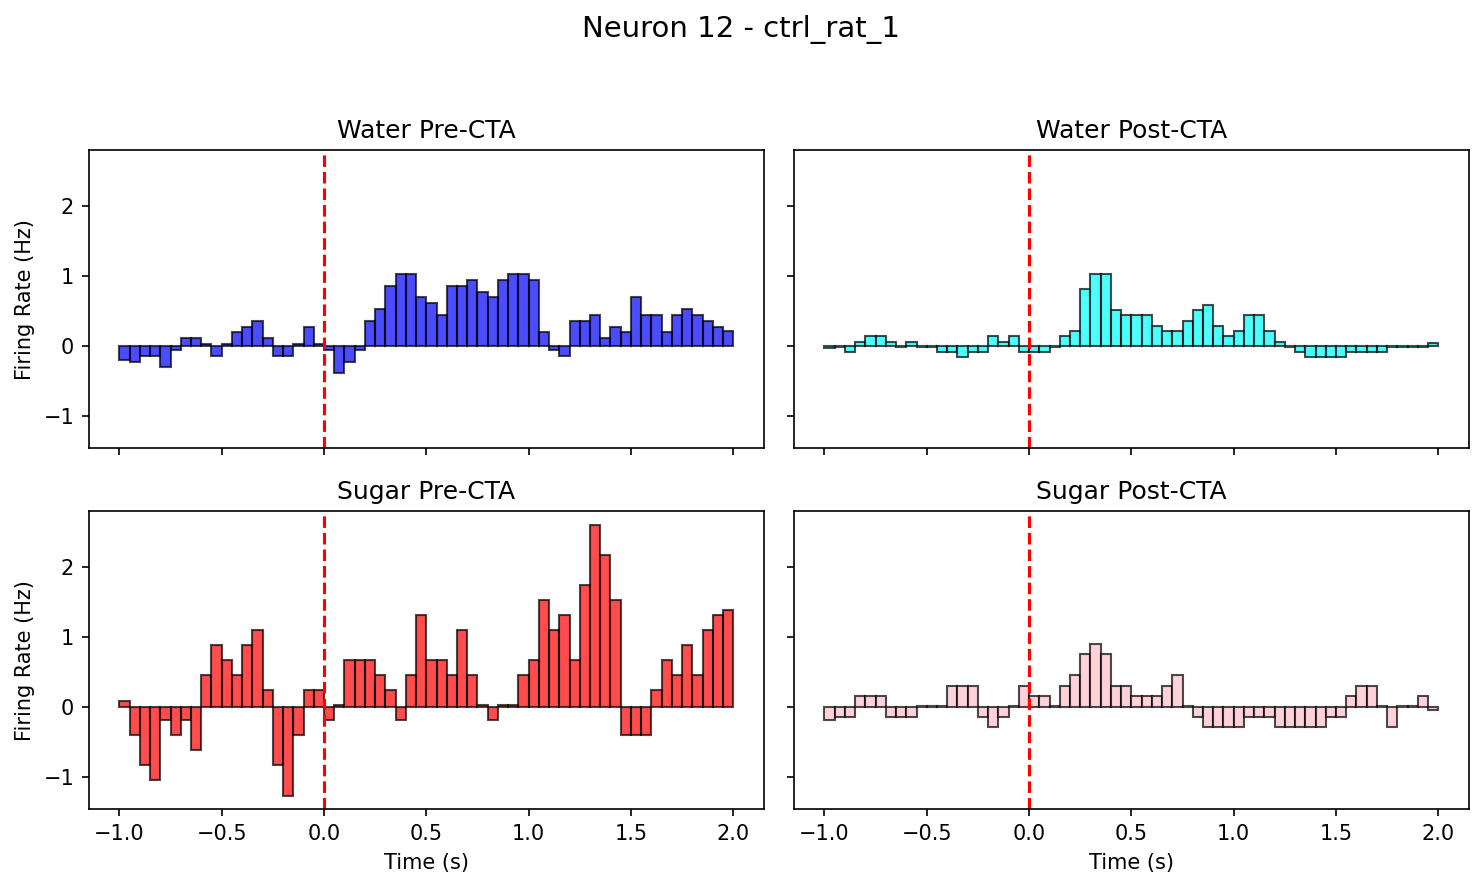 Neuron 12 - ctrl_rat_1
Water Pre-CTA
Water Post-CTA
Firing Rate (Hz)
2
1
0
−1
Sugar Pre-CTA
Sugar Post-CTA
Firing Rate (Hz)
2
1
0
−1
−1.0 −0.5 0.0 0.5 1.0 1.5 2.0
−1.0 −0.5 0.0 0.5 1.0 1.5 2.0
Time (s)
Time (s)